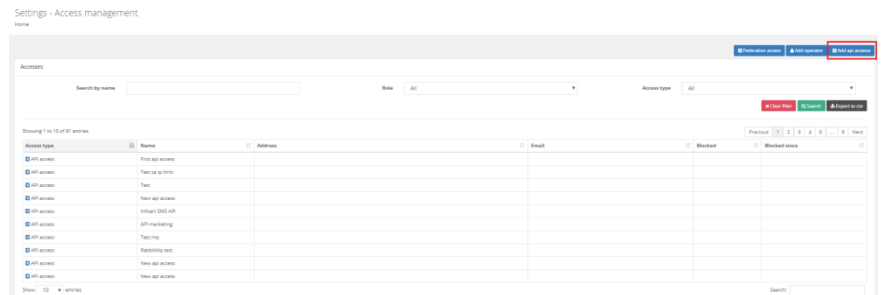 Settings - Access management
Home
Federation access Add operator Add api access
Accesses
Search by name Role All Access type All
Clear filter Search Export to csv
Showing 1 to 10 of 81 entries
Previous 1 2 3 4 5 ... 9 Next
Access type Name Address Email Blocked Blocked since
API access First api access
API access Test za ip limit
API access Test
API access New api access
API access Infoart SMS API
API access API marketing
API access Test mq
API access RabbitMq test
API access New api access
API access New api access
Show 10 entries Search: